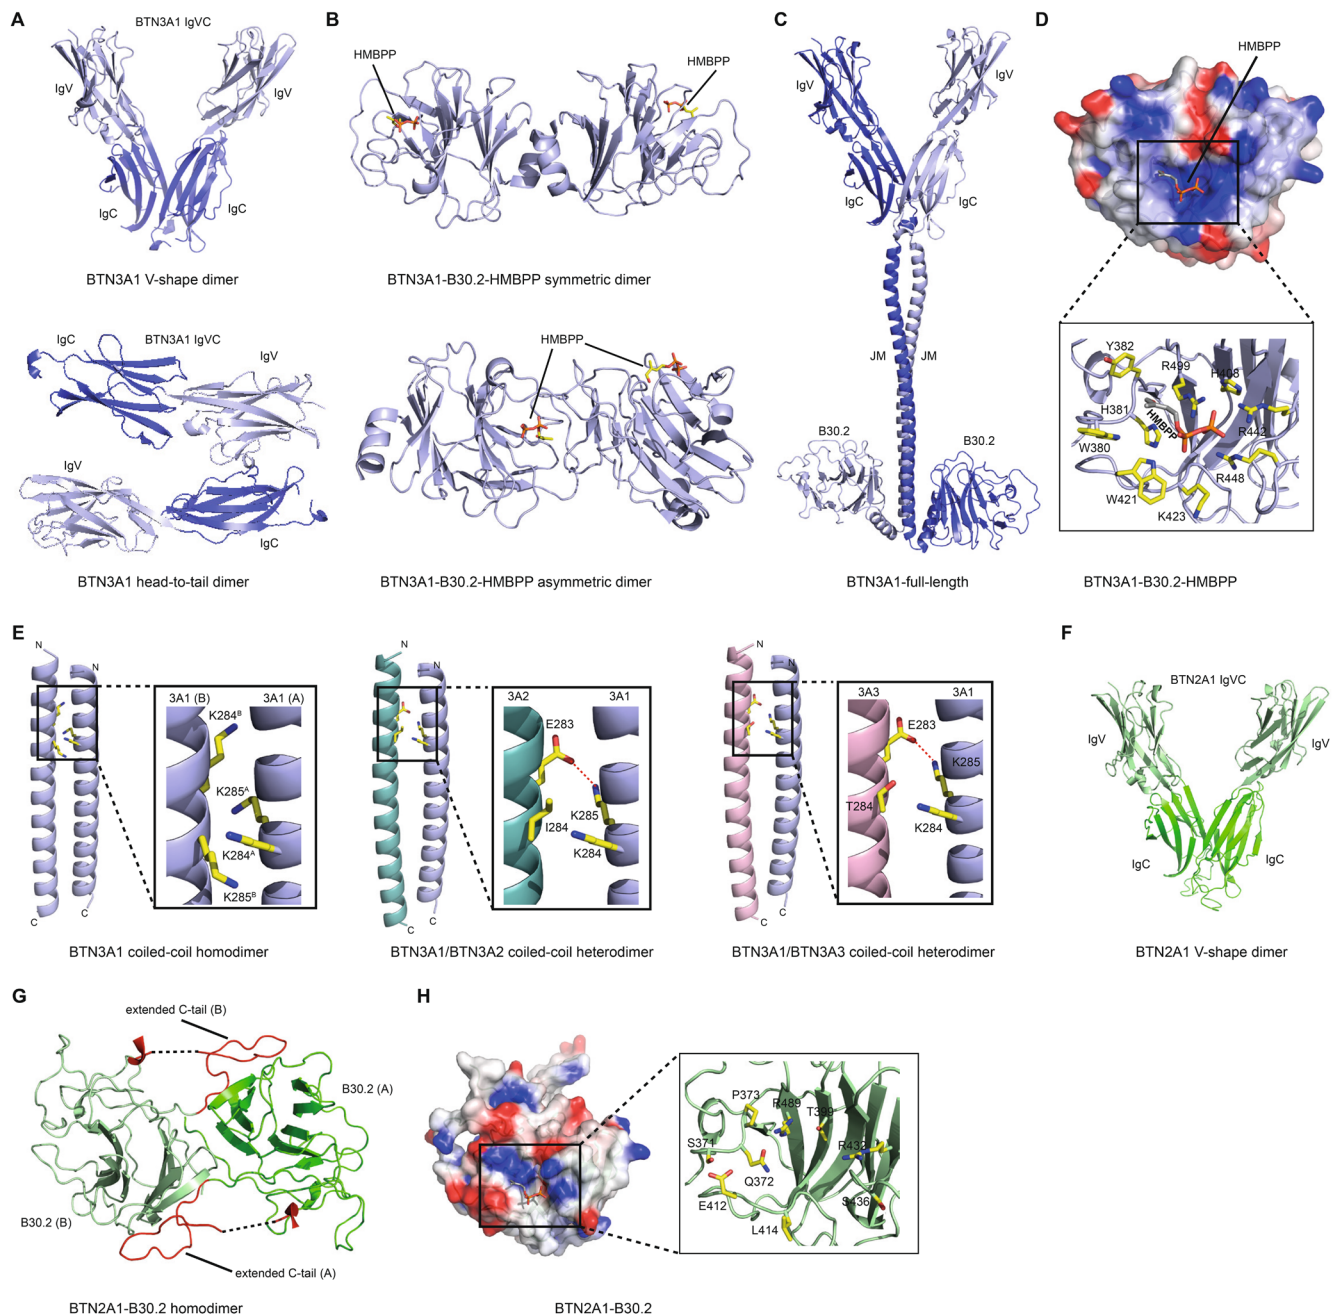 A
BTN3A1 IgVC
IgV
IgV
IgC
IgC
BTN3A1 V-shape dimer
IgC
BTN3A1 IgVC
IgV
IgV
IgC
BTN3A1 head-to-tail dimer
B
HMBPP
HMBPP
BTN3A1-B30.2-HMBPP symmetric dimer
HMBPP
BTN3A1-B30.2-HMBPP asymmetric dimer
C
IgV
IgV
IgC
IgC
JM
JM
B30.2
B30.2
BTN3A1-full-length
D
HMBPP
Y382
R499
H408
H381
HMBPP
W380
R442
R448
W421
K423
BTN3A1-B30.2-HMBPP
E
N
N
3A1 (B)
3A1 (A)
K284B
K285A
K284A
K285B
C
C
BTN3A1 coiled-coil homodimer
N
N
3A2
3A1
E283
K285
I284
K284
C
C
BTN3A1/BTN3A2 coiled-coil heterodimer
N
N
3A3
3A1
E283
K285
T284
K284
C
C
BTN3A1/BTN3A3 coiled-coil heterodimer
F
BTN2A1 IgVC
IgV
IgV
IgC
IgC
BTN2A1 V-shape dimer
G
extended C-tail (B)
B30.2 (A)
B30.2 (B)
extended C-tail (A)
BTN2A1-B30.2 homodimer
H
P373
R489
T399
S371
R432
Q372
E412
S436
L414
BTN2A1-B30.2